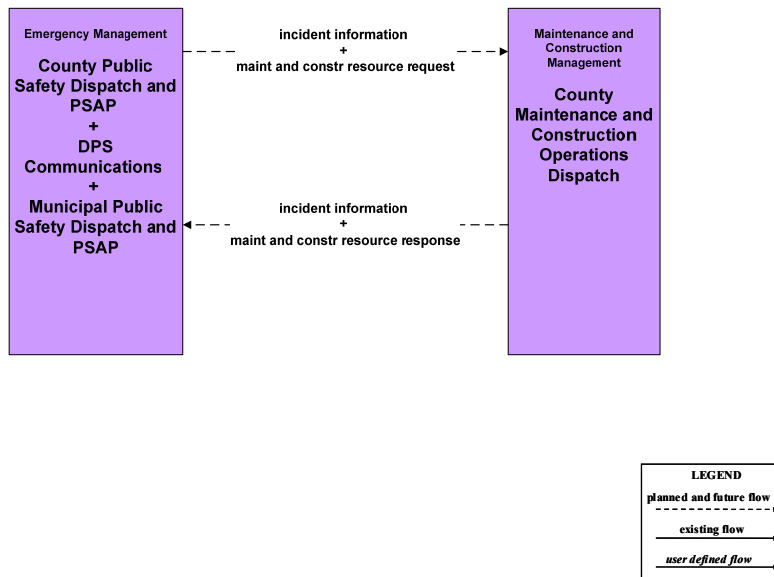 Emergency Management
County Public
Safety Dispatch and
PSAP
+
DPS
Communications
+
Municipal Public
Safety Dispatch and
PSAP
incident information
+
maint and constr resource request
incident information
+
maint and constr resource response
Maintenance and
Construction
Management
County
Maintenance and
Construction
Operations
Dispatch
LEGEND
planned and future flow
existing flow
user defined flow